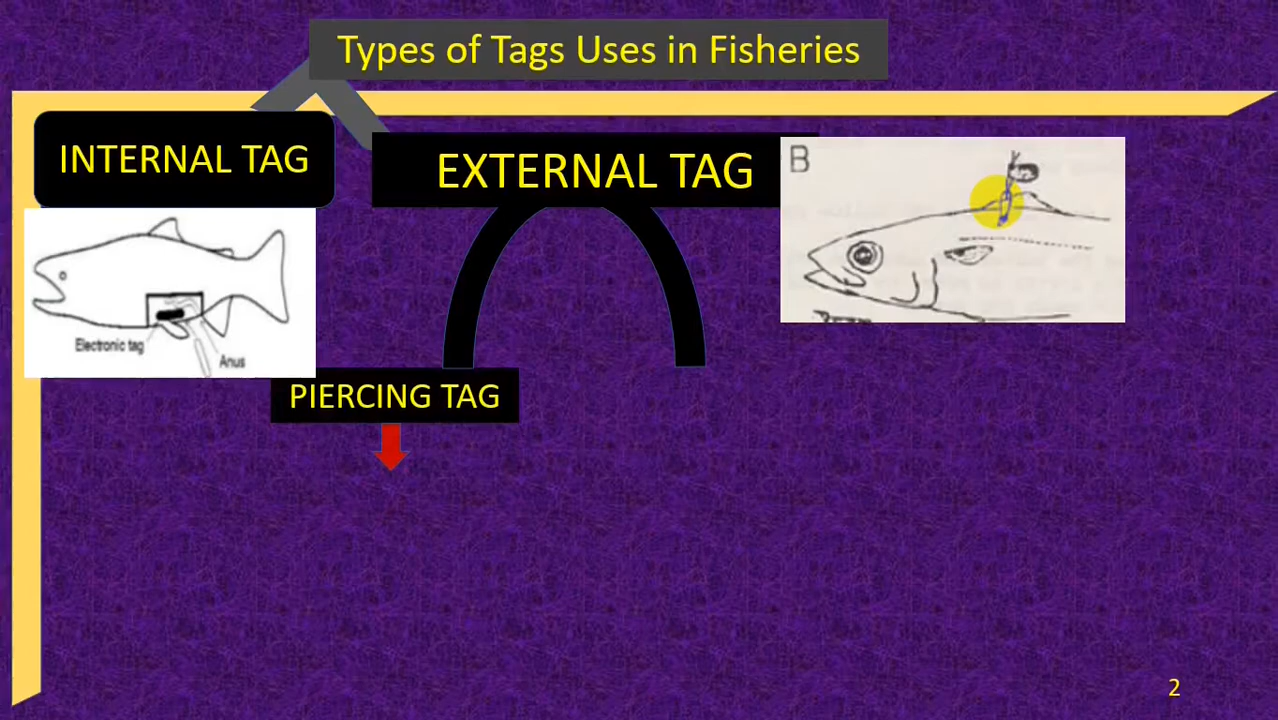 Types of Tags Uses in Fisheries
INTERNAL TAG
EXTERNAL TAG
B
Electronic tag
Anus
PIERCING TAG
2